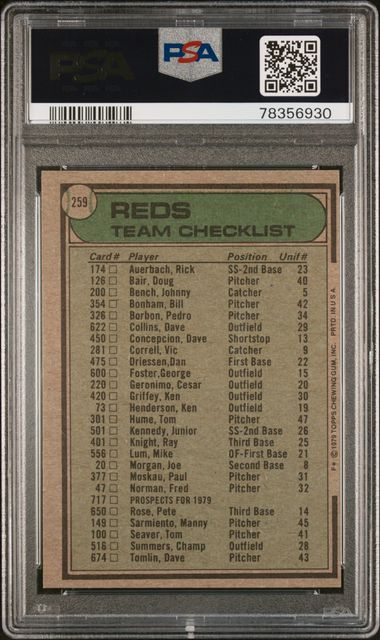 PSA
PSA
PSA
78356930
259
REDS
TEAM CHECKLIST
Card # Player Position Unif #
174 Auerbach, Rick SS-2nd Base 23
126 Bair, Doug Pitcher 40
200 Bench, Johnny Catcher 5
354 Bonham, Bill Pitcher 42
326 Borbon, Pedro Pitcher 34
622 Collins, Dave Outfield 29
450 Concepcion, Dave Shortstop 13
281 Correll, Vic Catcher 9
475 Driessen,Dan First Base 22
600 Foster,George Outfield 15
220 Geronimo, Cesar Outfield 20
420 Griffey, Ken Outfield 30
73 Henderson, Ken Outfield 19
301 Hume, Tom Pitcher 47
501 Kennedy, Junior SS-2nd Base 26
401 Knight, Ray Third Base 25
556 Lum, Mike OF-First Base 21
20 Morgan, Joe Second Base 8
377 Moskau, Paul Pitcher 31
47 Norman, Fred Pitcher 32
717 PROSPECTS FOR 1979
650 Rose, Pete Third Base 14
149 Sarmiento, Manny Pitcher 45
100 Seaver, Tom Pitcher 41
516 Summers, Champ Outfield 28
674 Tomlin, Dave Pitcher 43
F* © 1979 TOPPS CHEWING GUM, INC. PRTD. IN U.S.A.